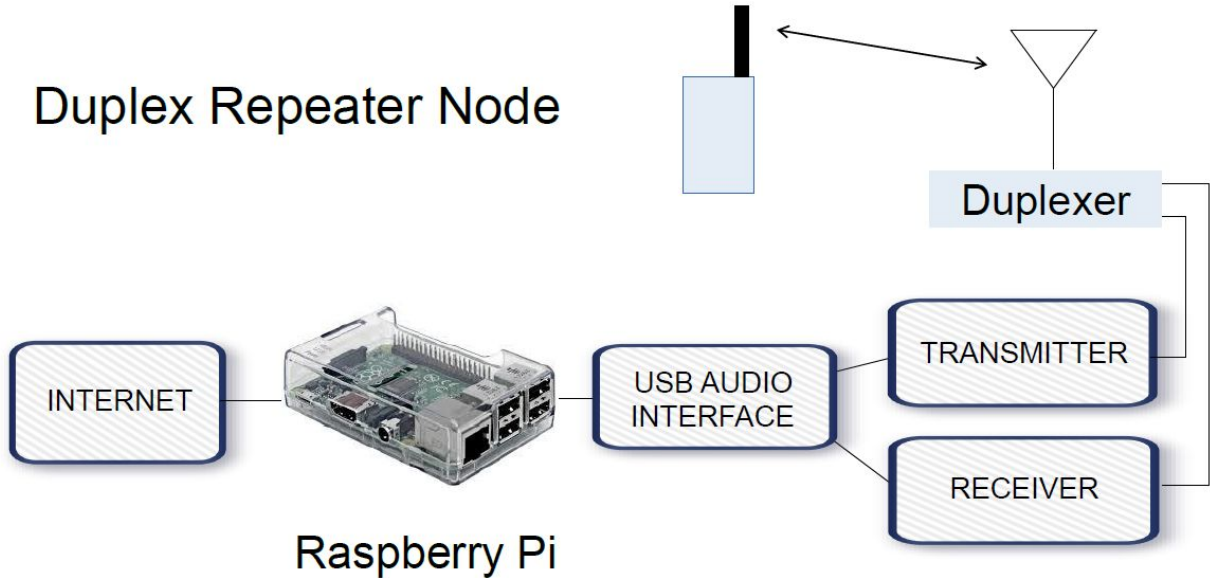 Duplex Repeater Node
Duplexer
INTERNET
USB AUDIO
INTERFACE
TRANSMITTER
RECEIVER
Raspberry Pi